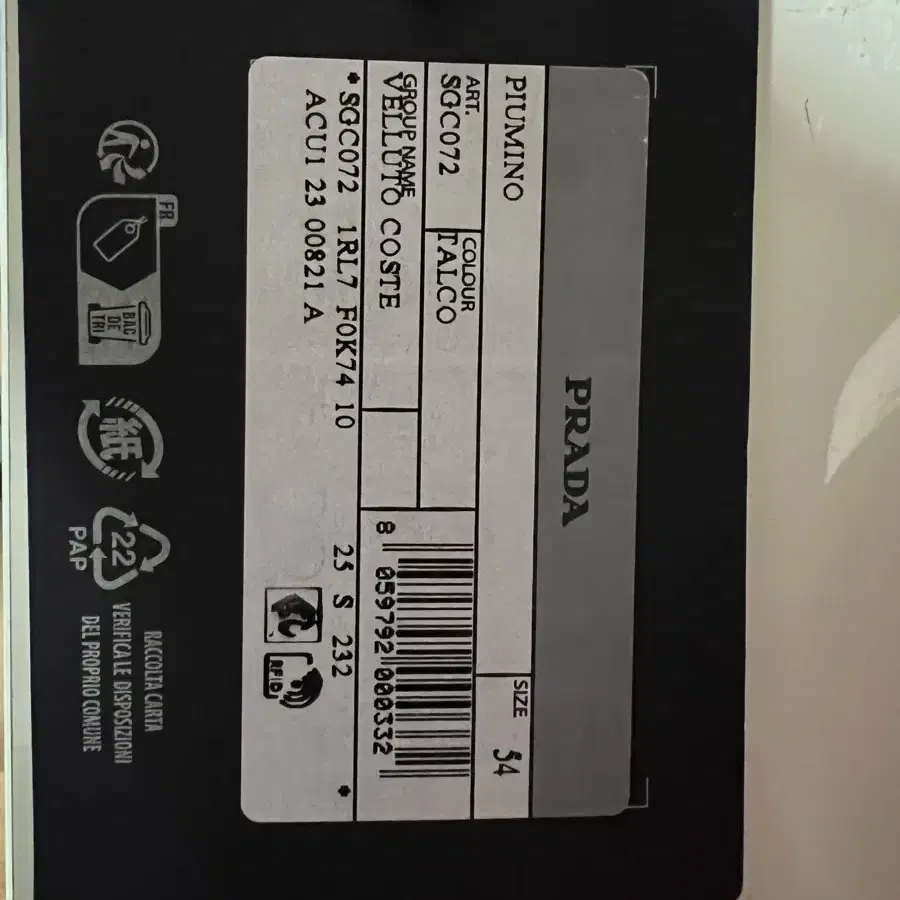 PRADA
PIUMINO
SIZE
54
ART.
SGC072
COLOUR
TALCO
GROUP NAME
VELLUTO COSTE
8 059792 000332
* SGC072 1RL7 F0K74 10 25 S 232 *
ACU1 23 00821 A
RFID
FR
BAC
DE
TRI
紙
22
PAP
RACCOLTA CARTA
VERIFICA LE DISPOSIZIONI
DEL PROPRIO COMUNE